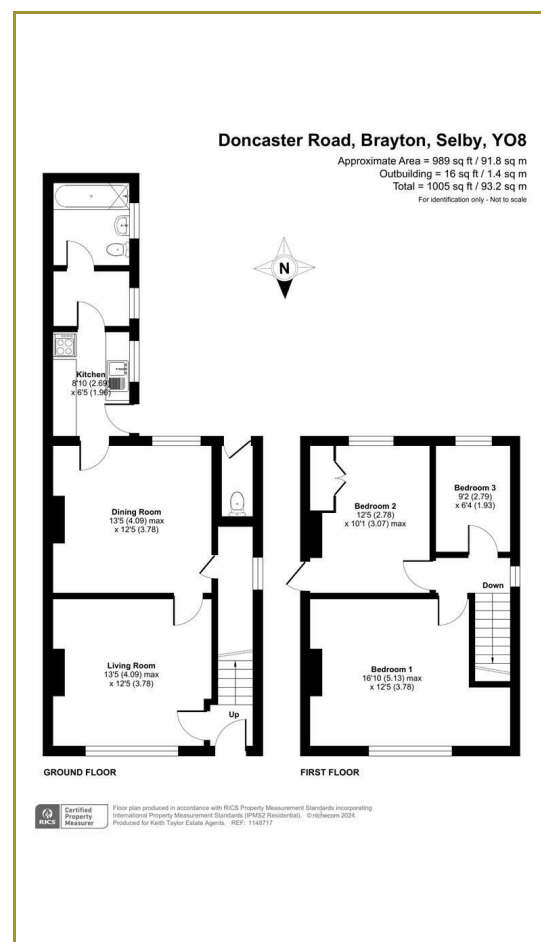 Doncaster Road, Brayton, Selby, YO8
Approximate Area = 989 sq ft / 91.8 sq m
Outbuilding = 16 sq ft / 1.4 sq m
Total = 1005 sq ft / 93.2 sq m
For identification only - Not to scale
N
Kitchen
8'10 (2.69)
x 6'5 (1.96)
Dining Room
13'5 (4.09) max
x 12'5 (3.78)
Living Room
13'5 (4.09) max
x 12'5 (3.78)
Up
GROUND FLOOR
Bedroom 2
12'5 (2.78)
x 10'1 (3.07) max
Bedroom 3
9'2 (2.79)
x 6'4 (1.93)
Down
Bedroom 1
16'10 (5.13) max
x 12'5 (3.78)
FIRST FLOOR
RICS
Certified
Property
Measurer
Floor plan produced in accordance with RICS Property Measurement Standards incorporating
International Property Measurement Standards (IPMS2 Residential). © nichecom 2024.
Produced for Keith Taylor Estate Agents. REF: 1148717